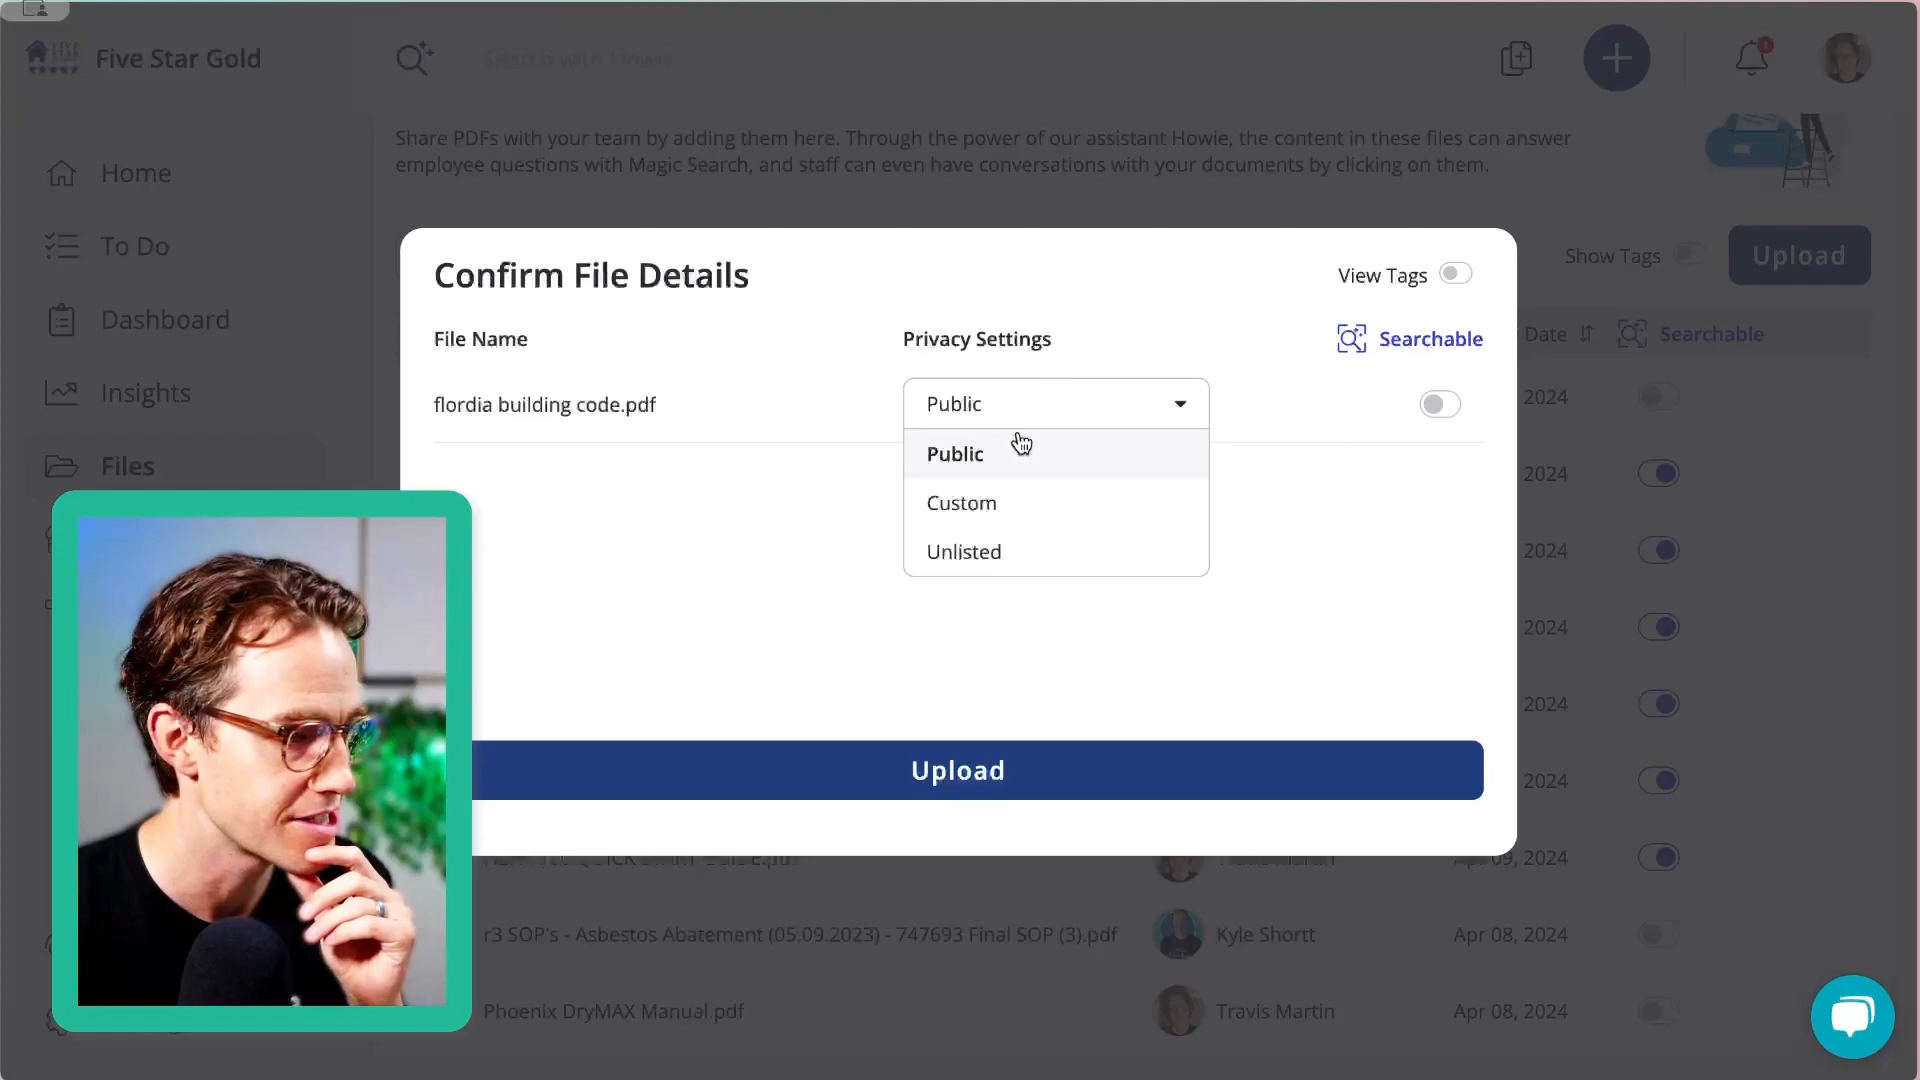 Five Star Gold
Search with Howie
Share PDFs with your team by adding them here. Through the power of our assistant Howie, the content in these files can answer
employee questions with Magic Search, and staff can even have conversations with your documents by clicking on them.
Home
To Do
Dashboard
Insights
Files
Show Tags
Upload
Date
Searchable
Confirm File Details
View Tags
File Name
Privacy Settings
Searchable
flordia building code.pdf
Public
Public
Custom
Unlisted
Upload
2024
2024
2024
2024
2024
2024
09, 2024
r3 SOP's - Asbestos Abatement (05.09.2023) - 747693 Final SOP (3).pdf
Kyle Shortt
Apr 08, 2024
Phoenix DryMAX Manual.pdf
Travis Martin
Apr 08, 2024